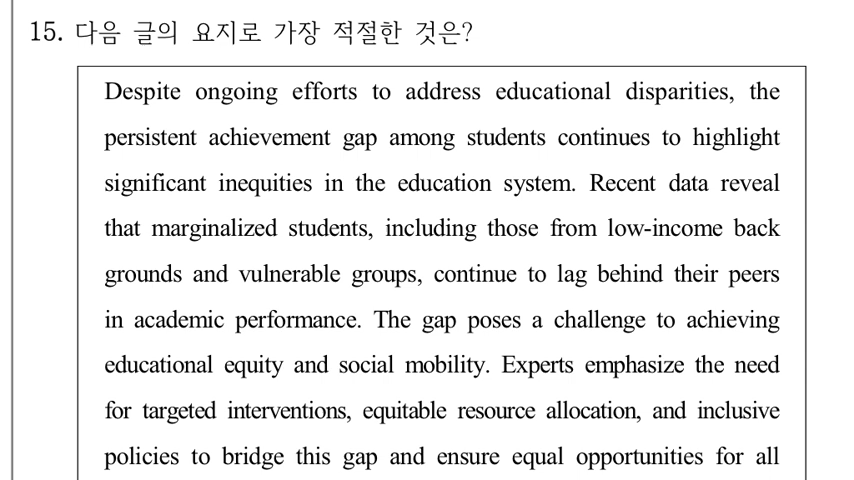 15. 다음 글의 요지로 가장 적절한 것은?
Despite ongoing efforts to address educational disparities, the
persistent achievement gap among students continues to highlight
significant inequities in the education system. Recent data reveal
that marginalized students, including those from low-income back
grounds and vulnerable groups, continue to lag behind their peers
in academic performance. The gap poses a challenge to achieving
educational equity and social mobility. Experts emphasize the need
for targeted interventions, equitable resource allocation, and inclusive
policies to bridge this gap and ensure equal opportunities for all